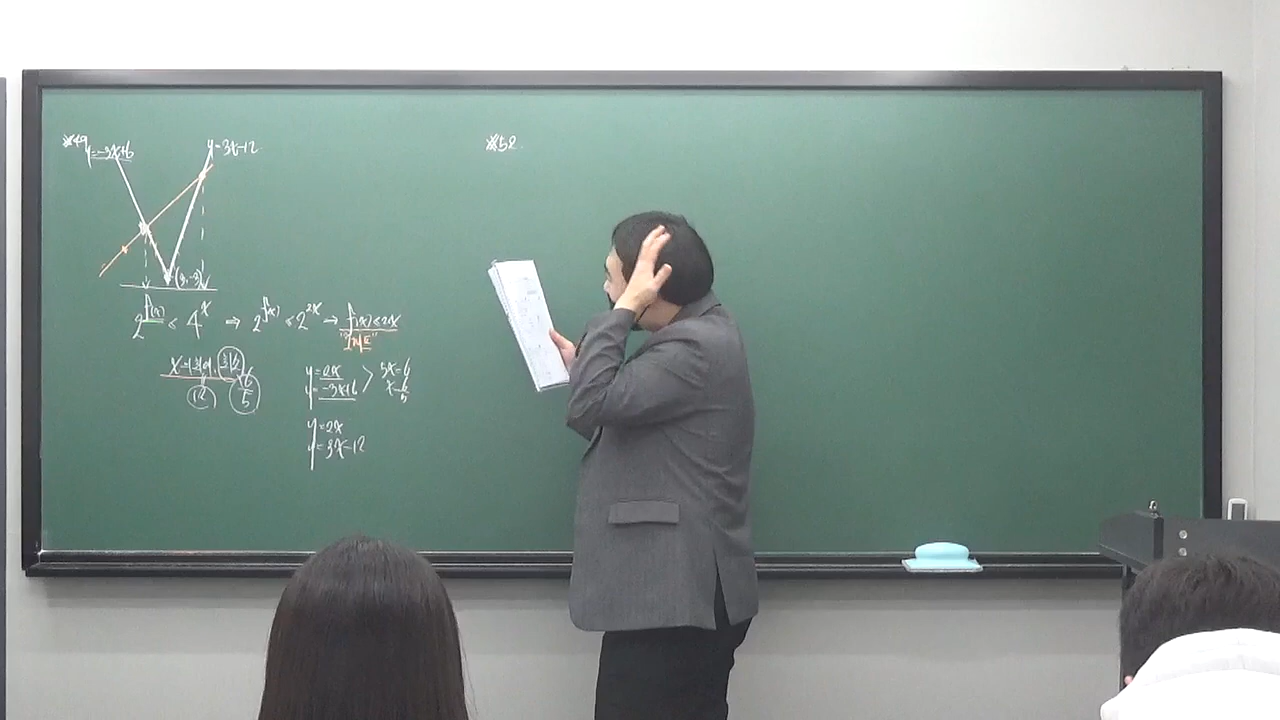 ※49
y=-3x+6
y=3x-12
(3,-3)
2^f(x) ≤ 4^x ⇒ 2^f(x) ≤ 2^2x → f(x) ≤ 2x
y=2x
y=-3x+6
5x=6
x=6/5
12
6/5
y=2x
y=3x-12
※52.